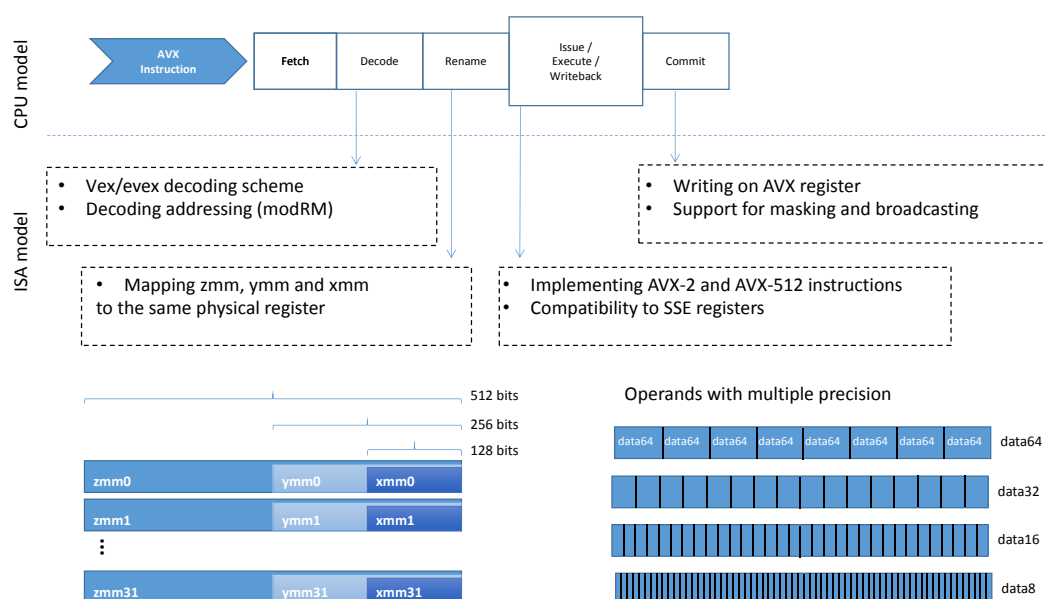 CPU model
AVX
Instruction
Fetch
Decode
Rename
Issue /
Execute /
Writeback
Commit
ISA model
• Vex/evex decoding scheme
• Decoding addressing (modRM)
• Writing on AVX register
• Support for masking and broadcasting
• Mapping zmm, ymm and xmm
to the same physical register
• Implementing AVX-2 and AVX-512 instructions
• Compatibility to SSE registers
512 bits
256 bits
128 bits
zmm0 ymm0 xmm0
zmm1 ymm1 xmm1
⋮
zmm31 ymm31 xmm31
Operands with multiple precision
data64 data64 data64 data64 data64 data64 data64 data64 data64
data32
data16
data8